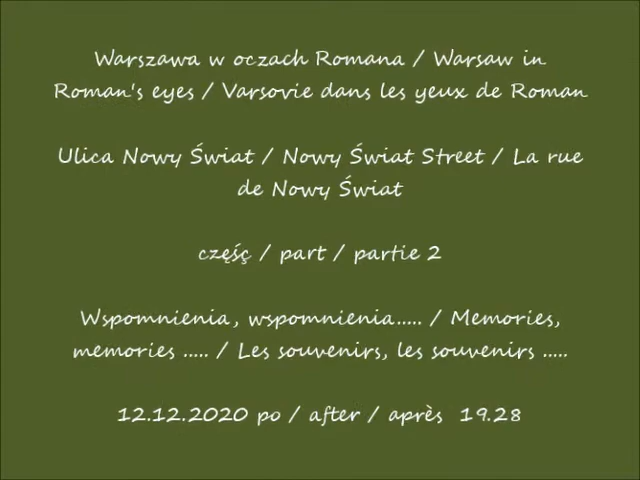 Warszawa w oczach Romana / Warsaw in
Roman's eyes / Varsovie dans les yeux de Roman
Ulica Nowy Świat / Nowy Świat Street / La rue
de Nowy Świat
częśç / part / partie 2
Wspomnienia, wspomnienia..... / Memories,
memories ..... / Les souvenirs, les souvenirs .....
12.12.2020 po / after / après 19.28